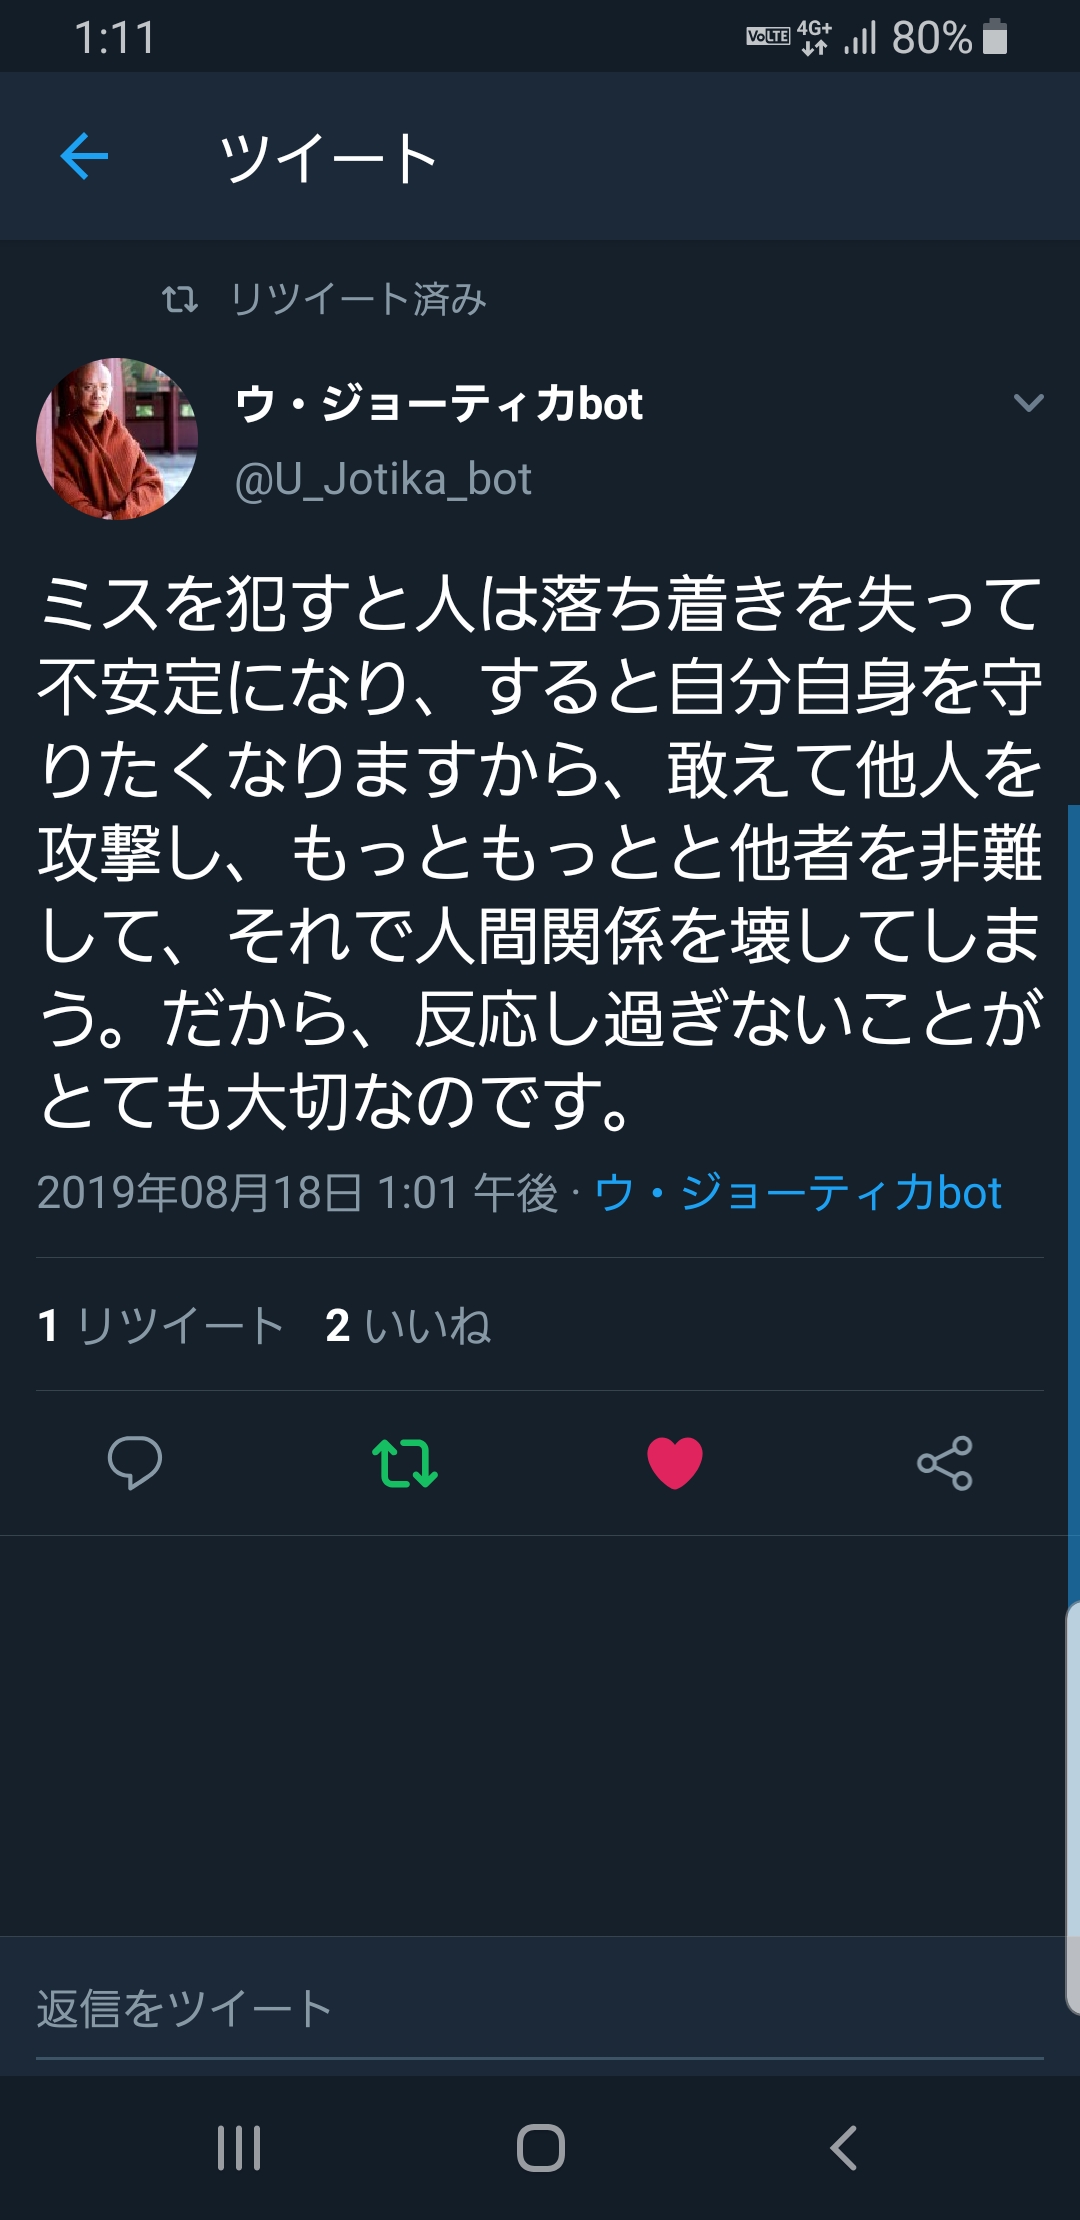 1:11 VoLTE 4G+ 80%
ツイート
リツイート済み
ウ・ジョーティカbot
@U_Jotika_bot
ミスを犯すと人は落ち着きを失って
不安定になり、すると自分自身を守
りたくなりますから、敢えて他人を
攻撃し、もっともっとと他者を非難
して、それで人間関係を壊してしま
う。だから、反応し過ぎないことが
とても大切なのです。
2019年08月18日 1:01 午後 · ウ・ジョーティカbot
1 リツイート 2 いいね
返信をツイート